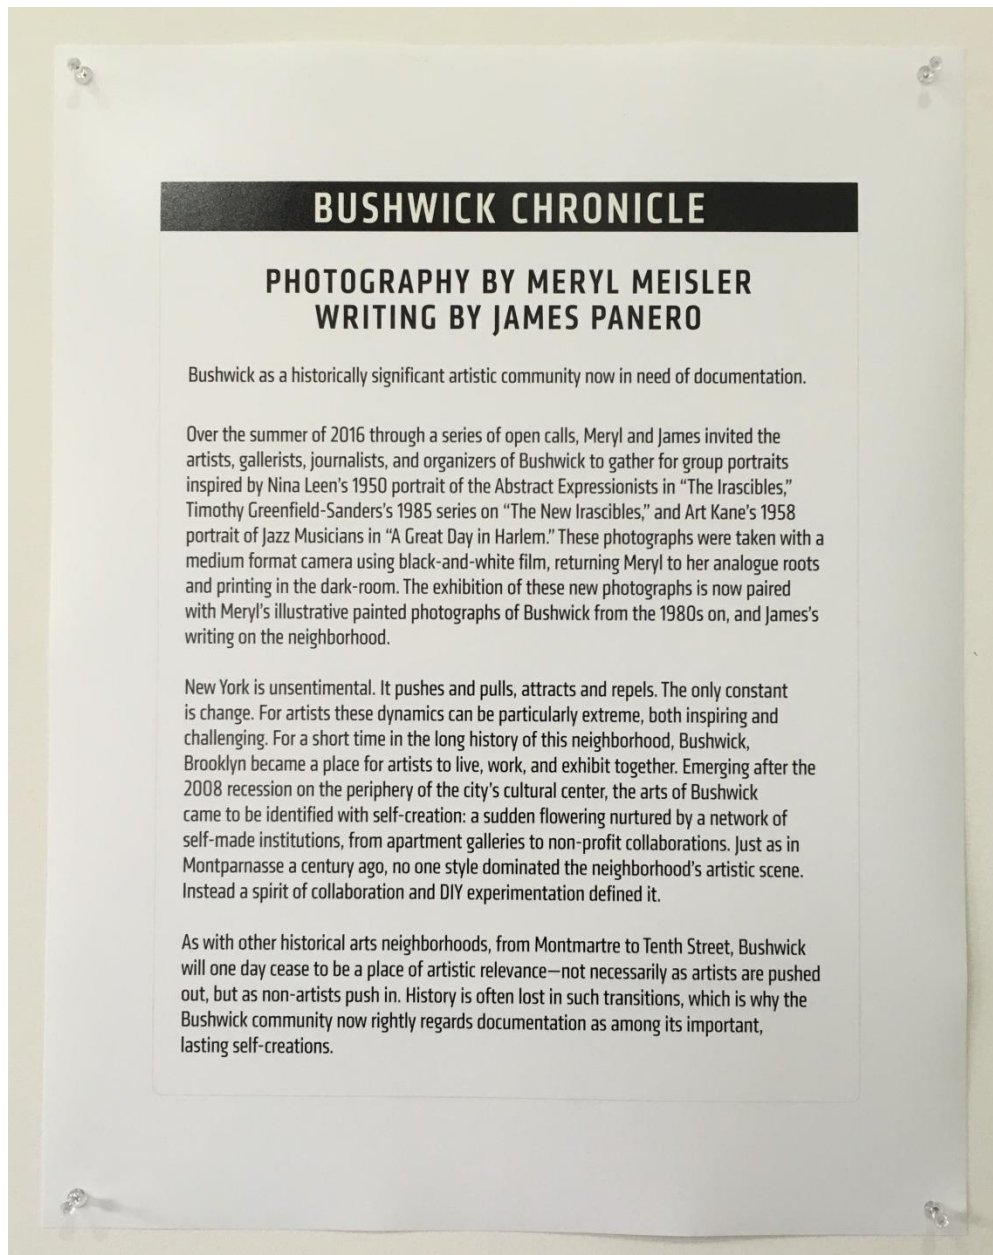 BUSHWICK CHRONICLE
PHOTOGRAPHY BY MERYL MEISLER
WRITING BY JAMES PANERO
Bushwick as a historically significant artistic community now in need of documentation.
Over the summer of 2016 through a series of open calls, Meryl and James invited the
artists, gallerists, journalists, and organizers of Bushwick to gather for group portraits
inspired by Nina Leen's 1950 portrait of the Abstract Expressionists in “The Irascibles,”
Timothy Greenfield-Sanders's 1985 series on “The New Irascibles,” and Art Kane's 1958
portrait of Jazz Musicians in “A Great Day in Harlem.” These photographs were taken with a
medium format camera using black-and-white film, returning Meryl to her analogue roots
and printing in the dark-room. The exhibition of these new photographs is now paired
with Meryl's illustrative painted photographs of Bushwick from the 1980s on, and James's
writing on the neighborhood.
New York is unsentimental. It pushes and pulls, attracts and repels. The only constant
is change. For artists these dynamics can be particularly extreme, both inspiring and
challenging. For a short time in the long history of this neighborhood, Bushwick,
Brooklyn became a place for artists to live, work, and exhibit together. Emerging after the
2008 recession on the periphery of the city's cultural center, the arts of Bushwick
came to be identified with self-creation: a sudden flowering nurtured by a network of
self-made institutions, from apartment galleries to non-profit collaborations. Just as in
Montparnasse a century ago, no one style dominated the neighborhood's artistic scene.
Instead a spirit of collaboration and DIY experimentation defined it.
As with other historical arts neighborhoods, from Montmartre to Tenth Street, Bushwick
will one day cease to be a place of artistic relevance—not necessarily as artists are pushed
out, but as non-artists push in. History is often lost in such transitions, which is why the
Bushwick community now rightly regards documentation as among its important,
lasting self-creations.